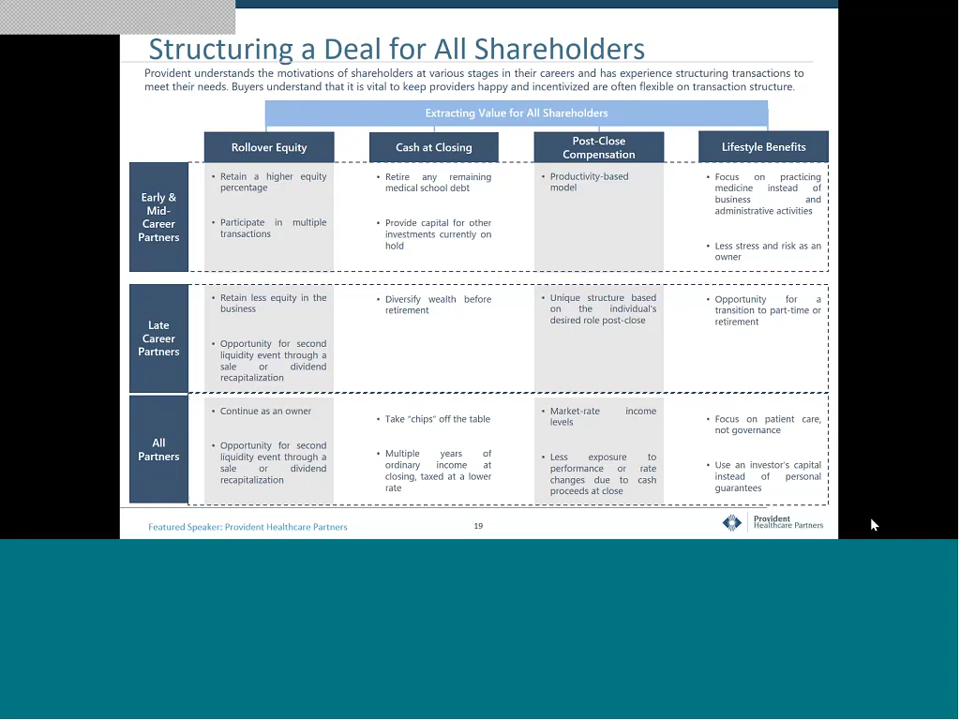 Structuring a Deal for All Shareholders
Provident understands the motivations of shareholders at various stages in their careers and has experience structuring transactions to
meet their needs. Buyers understand that it is vital to keep providers happy and incentivized are often flexible on transaction structure.
Extracting Value for All Shareholders
Rollover Equity
Cash at Closing
Post-Close
Compensation
Lifestyle Benefits
Early &
Mid-
Career
Partners
• Retain a higher equity
percentage
• Participate in multiple
transactions
• Retire any remaining
medical school debt
• Provide capital for other
investments currently on
hold
• Productivity-based
model
• Focus on practicing
medicine instead of
business and
administrative activities
• Less stress and risk as an
owner
Late
Career
Partners
• Retain less equity in the
business
• Opportunity for second
liquidity event through a
sale or dividend
recapitalization
• Diversify wealth before
retirement
• Unique structure based
on the individual's
desired role post-close
• Opportunity for a
transition to part-time or
retirement
All
Partners
• Continue as an owner
• Opportunity for second
liquidity event through a
sale or dividend
recapitalization
• Take “chips” off the table
• Multiple years of
ordinary income at
closing, taxed at a lower
rate
• Market-rate income
levels
• Less exposure to
performance or rate
changes due to cash
proceeds at close
• Focus on patient care,
not governance
• Use an investor's capital
instead of personal
guarantees
Featured Speaker: Provident Healthcare Partners
19
Provident
Healthcare Partners